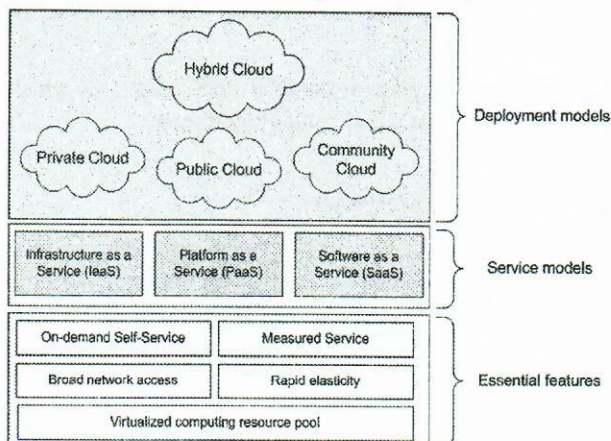 Hybrid Cloud
Private Cloud
Public Cloud
Community
Cloud
Deployment models
Infrastructure as a
Service (IaaS)
Platform as a
Service (PaaS)
Software as a
Service (SaaS)
Service models
On-demand Self-Service
Measured Service
Broad network access
Rapid elasticity
Essential features
Virtualized computing resource pool